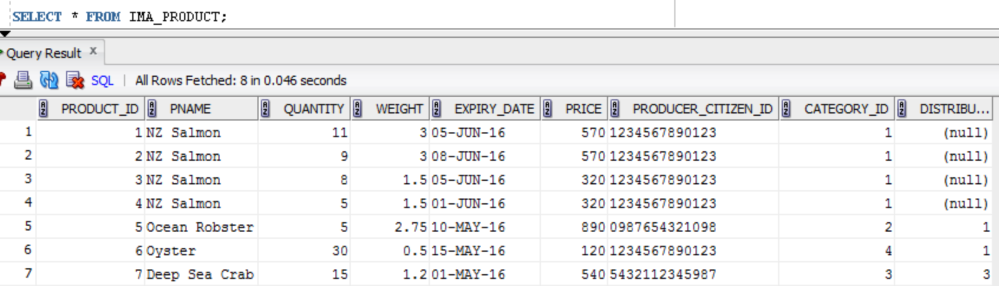 SELECT * FROM IMA_PRODUCT;
Query Result x
SQL | All Rows Fetched: 8 in 0.046 seconds
PRODUCT_ID PNAME QUANTITY WEIGHT EXPIRY_DATE PRICE PRODUCER_CITIZEN_ID CATEGORY_ID DISTRIBU...
1 1 NZ Salmon 11 3 05-JUN-16 570 1234567890123 1 (null)
2 2 NZ Salmon 9 3 08-JUN-16 570 1234567890123 1 (null)
3 3 NZ Salmon 8 1.5 05-JUN-16 320 1234567890123 1 (null)
4 4 NZ Salmon 5 1.5 01-JUN-16 320 1234567890123 1 (null)
5 5 Ocean Robster 5 2.75 10-MAY-16 890 0987654321098 2 1
6 6 Oyster 30 0.5 15-MAY-16 120 1234567890123 4 1
7 7 Deep Sea Crab 15 1.2 01-MAY-16 540 5432112345987 3 3